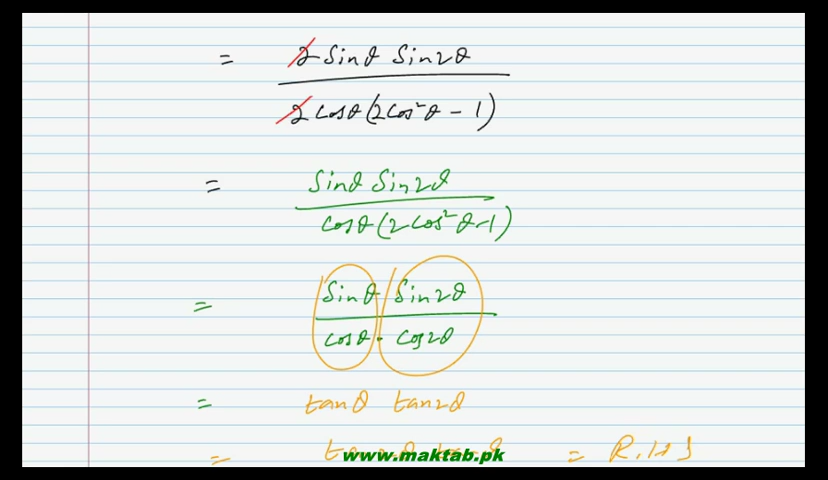 = 2 Sinθ Sin2θ
2 Cosθ (2Cos²θ - 1)
= Sinθ Sin2θ
Cosθ (2Cos²θ-1)
= Sinθ Sin2θ
Cosθ . Cos2θ
= tanθ tan2θ
= = R.H.S
www.maktab.pk